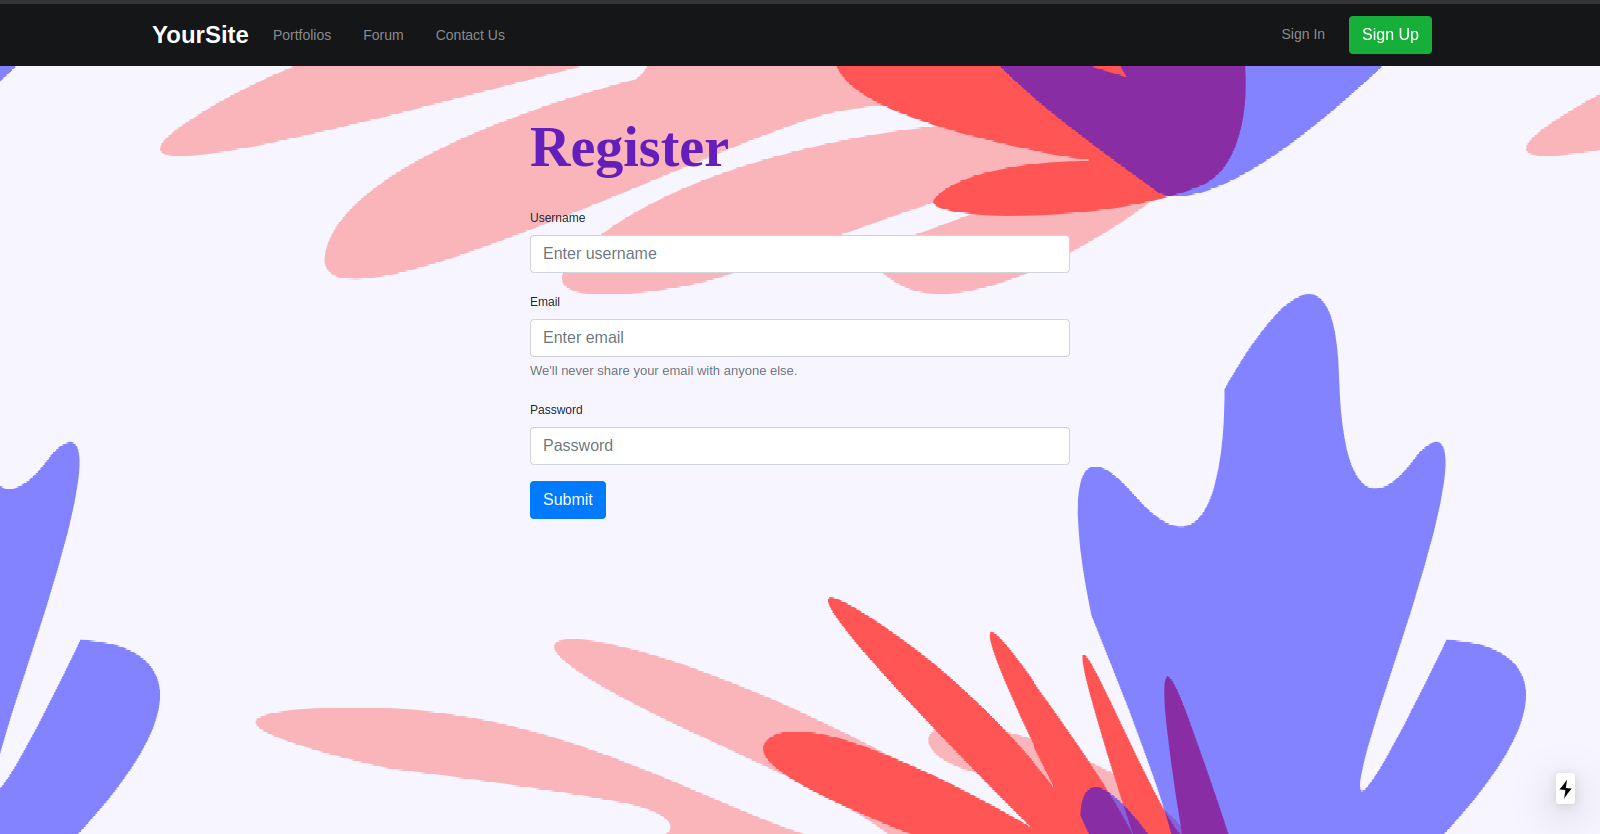 YourSite Portfolios Forum Contact Us Sign In Sign Up
Register
Username
Enter username
Email
Enter email
We'll never share your email with anyone else.
Password
Password
Submit